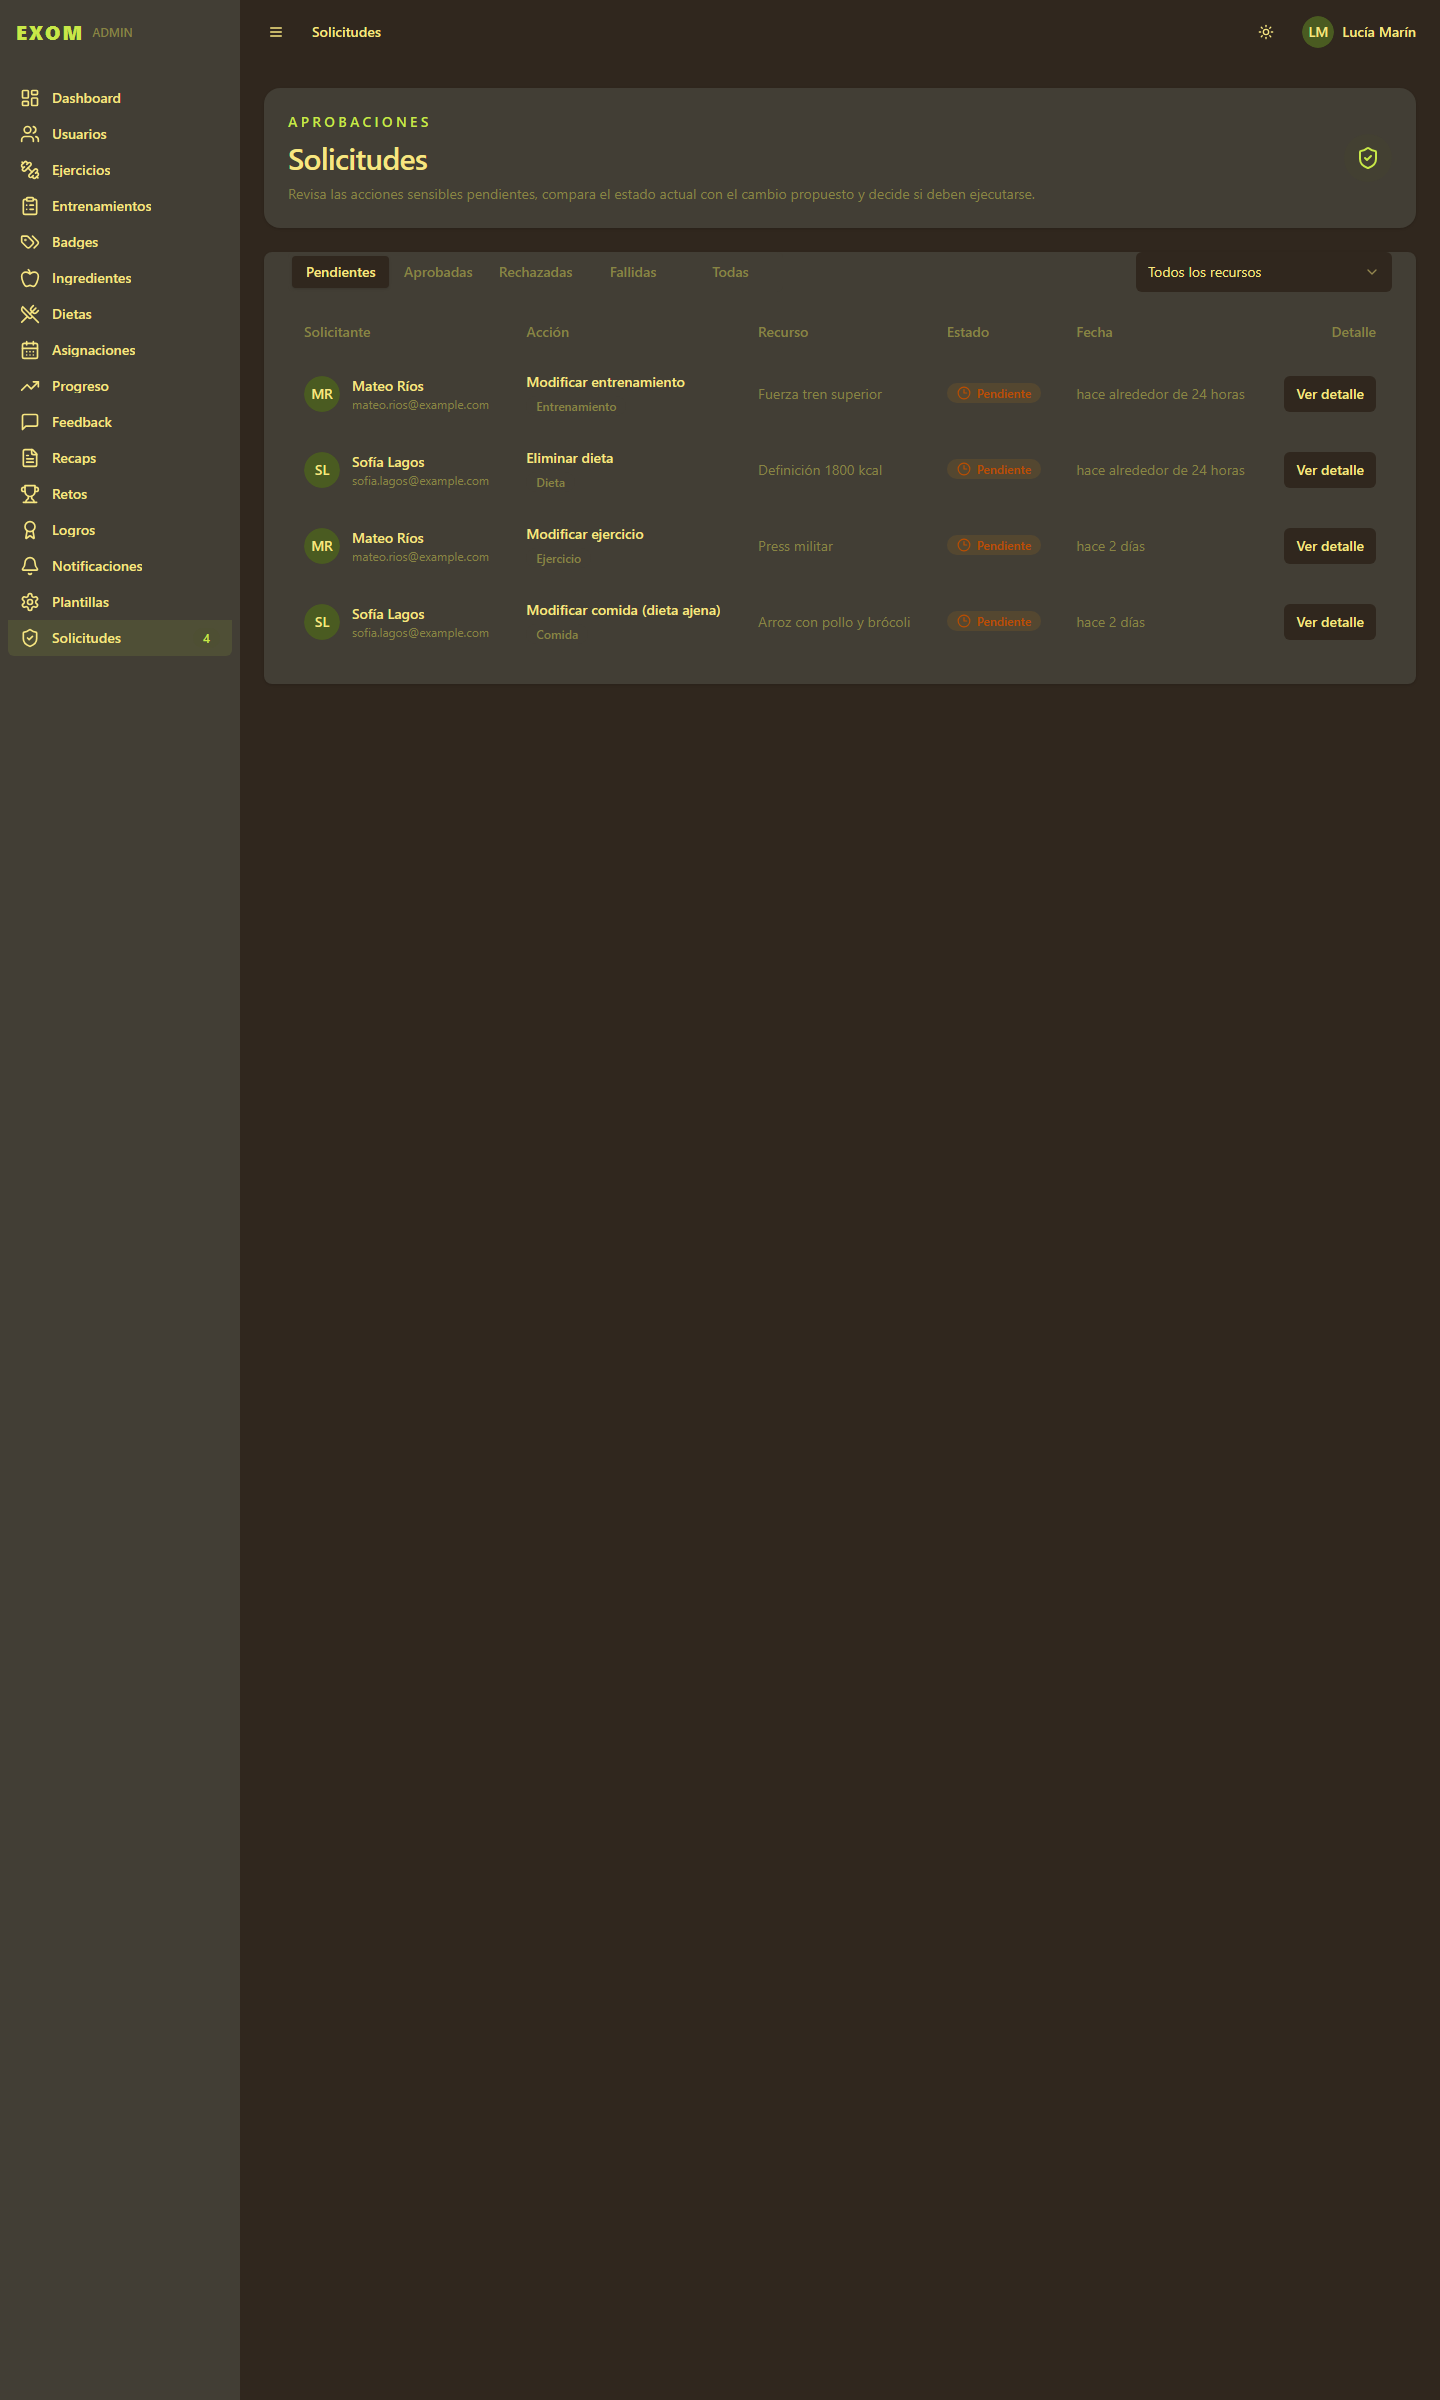 EXOM ADMIN
Dashboard
Usuarios
Ejercicios
Entrenamientos
Badges
Ingredientes
Dietas
Asignaciones
Progreso
Feedback
Recaps
Retos
Logros
Notificaciones
Plantillas
Solicitudes 4
Solicitudes
LM Lucía Marín
APROBACIONES
Solicitudes
Revisa las acciones sensibles pendientes, compara el estado actual con el cambio propuesto y decide si deben ejecutarse.
Pendientes Aprobadas Rechazadas Fallidas Todas Todos los recursos
Solicitante Acción Recurso Estado Fecha Detalle
MR Mateo Ríos
mateo.rios@example.com
Modificar entrenamiento
Entrenamiento
Fuerza tren superior Pendiente hace alrededor de 24 horas Ver detalle
SL Sofía Lagos
sofia.lagos@example.com
Eliminar dieta
Dieta
Definición 1800 kcal Pendiente hace alrededor de 24 horas Ver detalle
MR Mateo Ríos
mateo.rios@example.com
Modificar ejercicio
Ejercicio
Press militar Pendiente hace 2 días Ver detalle
SL Sofía Lagos
sofia.lagos@example.com
Modificar comida (dieta ajena)
Comida
Arroz con pollo y brócoli Pendiente hace 2 días Ver detalle